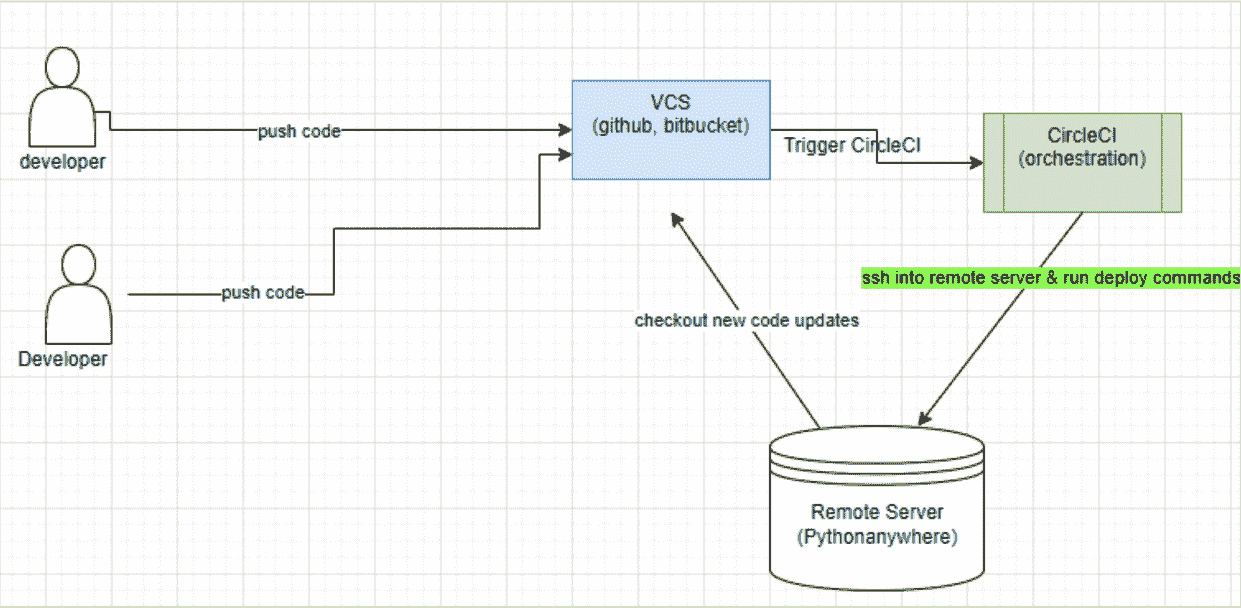 developer
push code
VCS
(github, bitbucket)
Trigger CircleCI
CircleCI
(orchestration)
push code
Developer
ssh into remote server & run deploy commands
checkout new code updates
Remote Server
(Pythonanywhere)